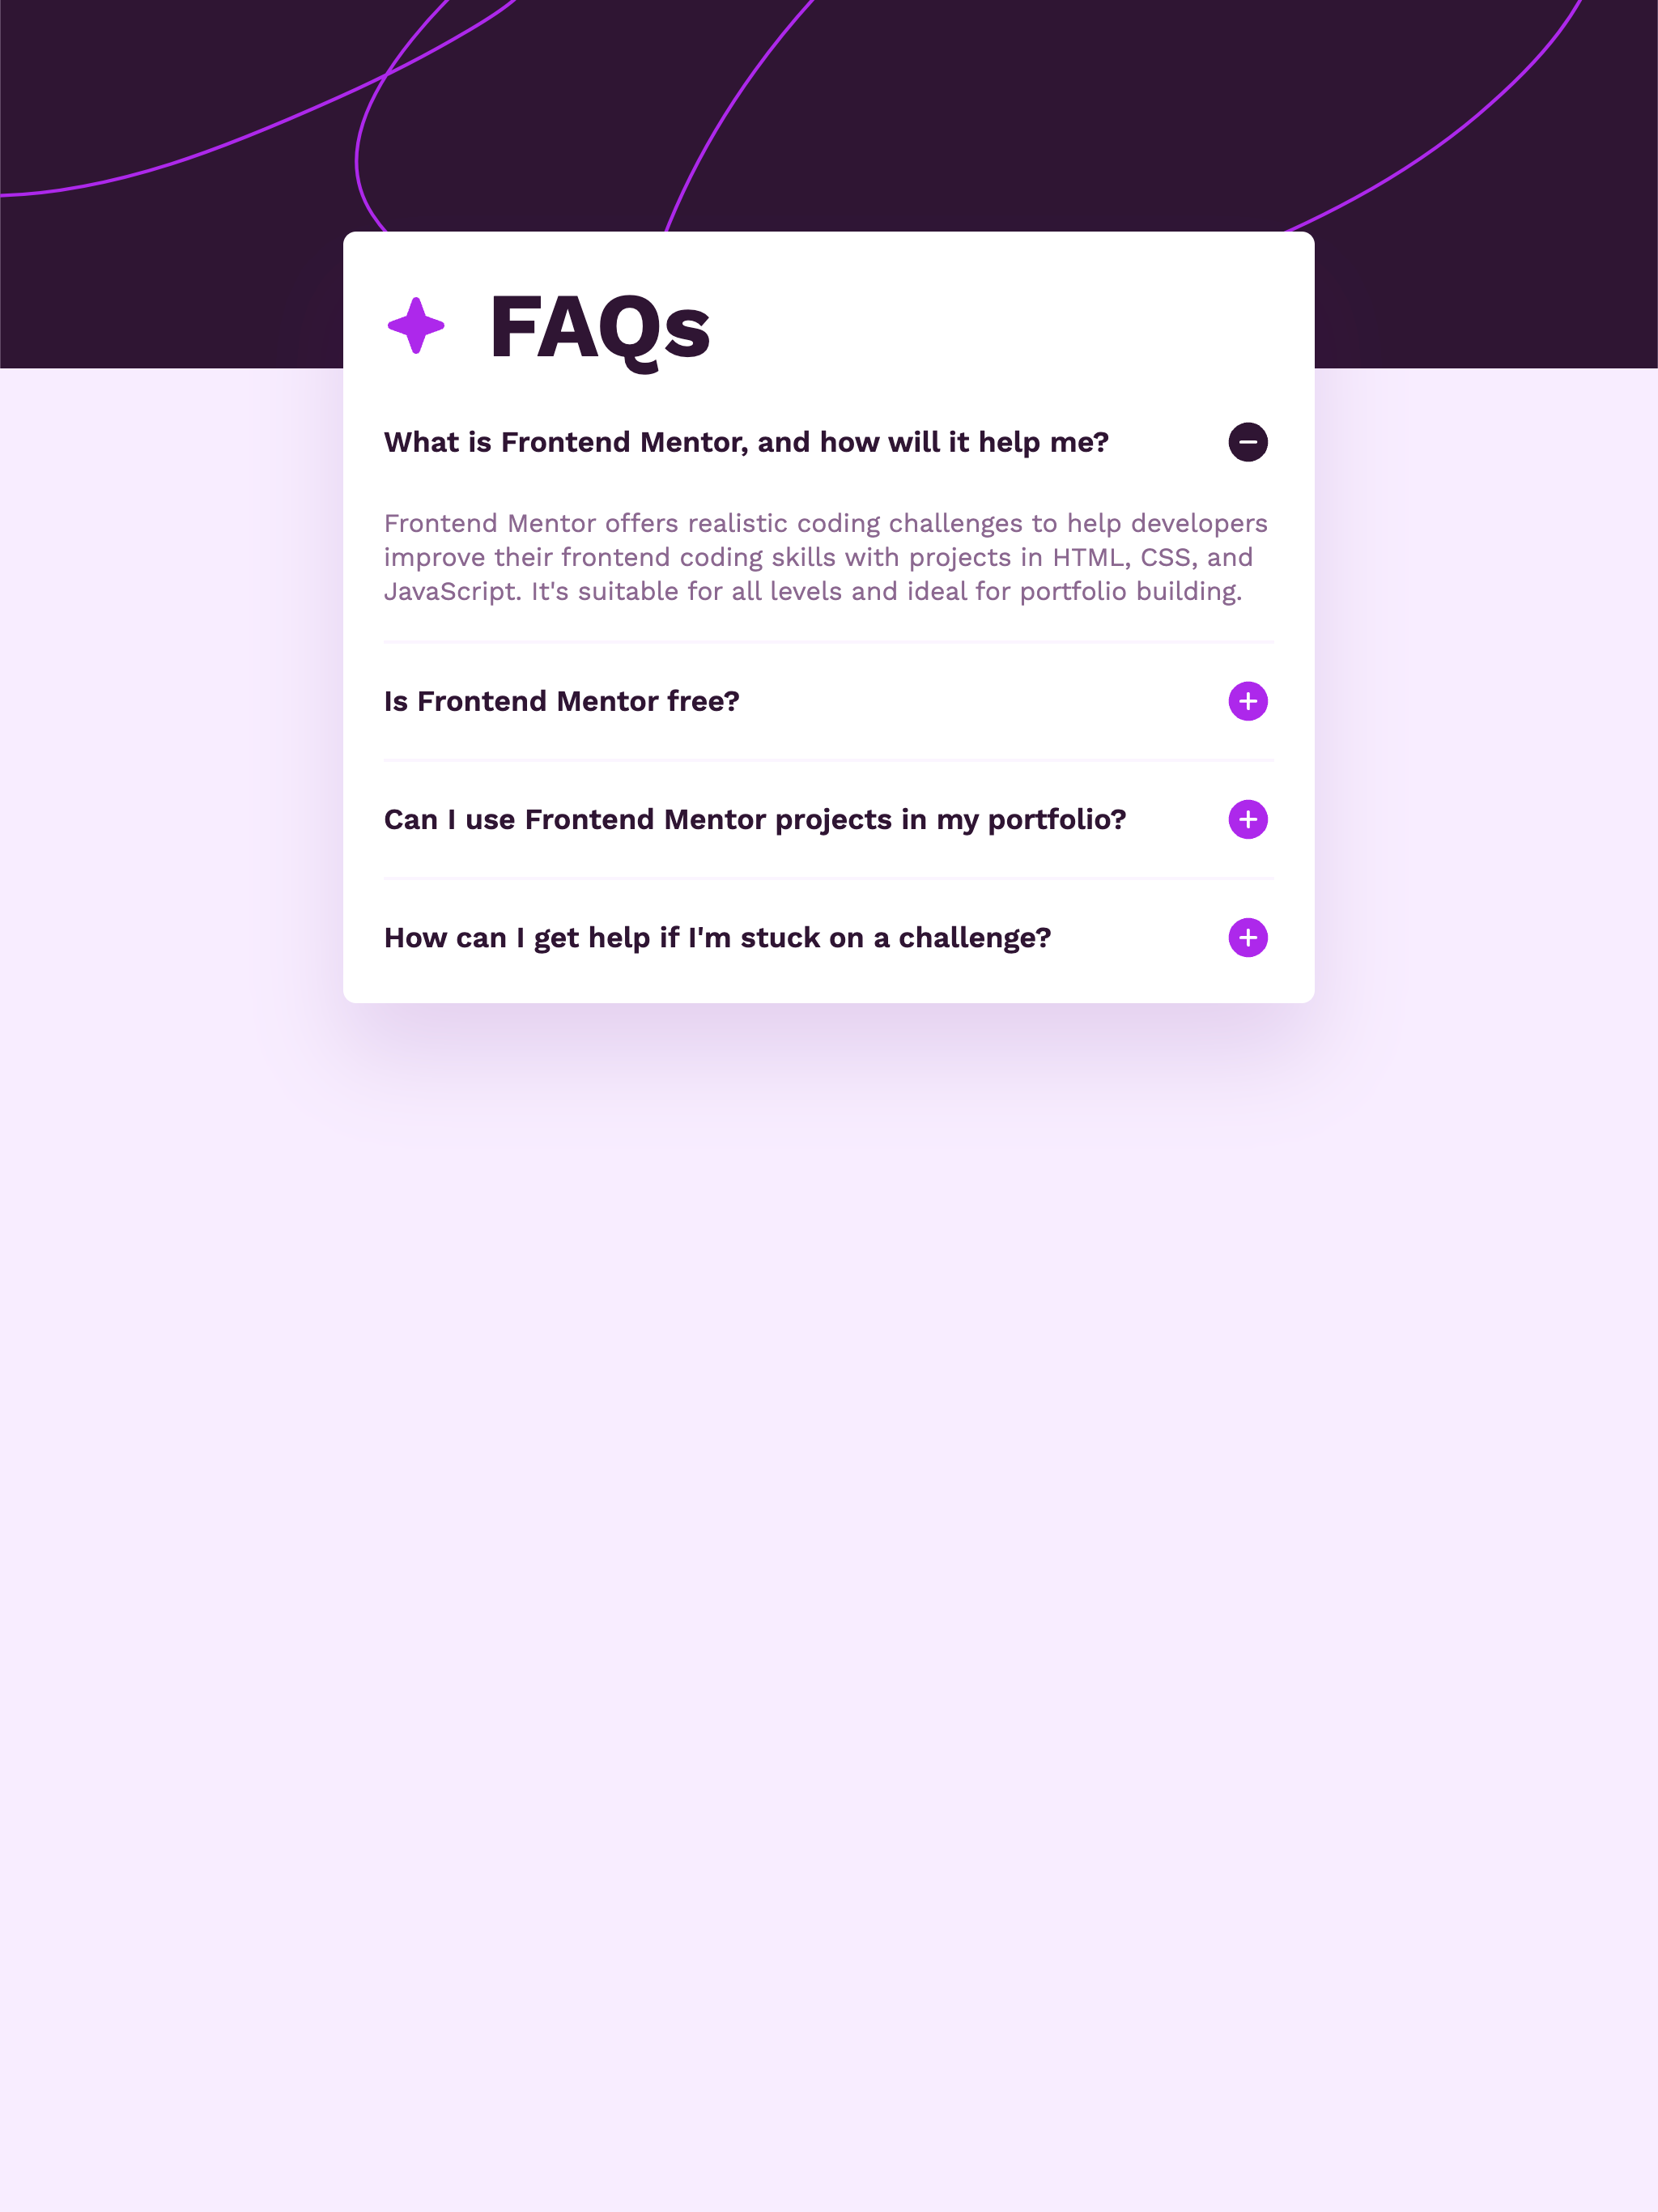 FAQs
What is Frontend Mentor, and how will it help me?
Frontend Mentor offers realistic coding challenges to help developers
improve their frontend coding skills with projects in HTML, CSS, and
JavaScript. It's suitable for all levels and ideal for portfolio building.
Is Frontend Mentor free?
Can I use Frontend Mentor projects in my portfolio?
How can I get help if I'm stuck on a challenge?